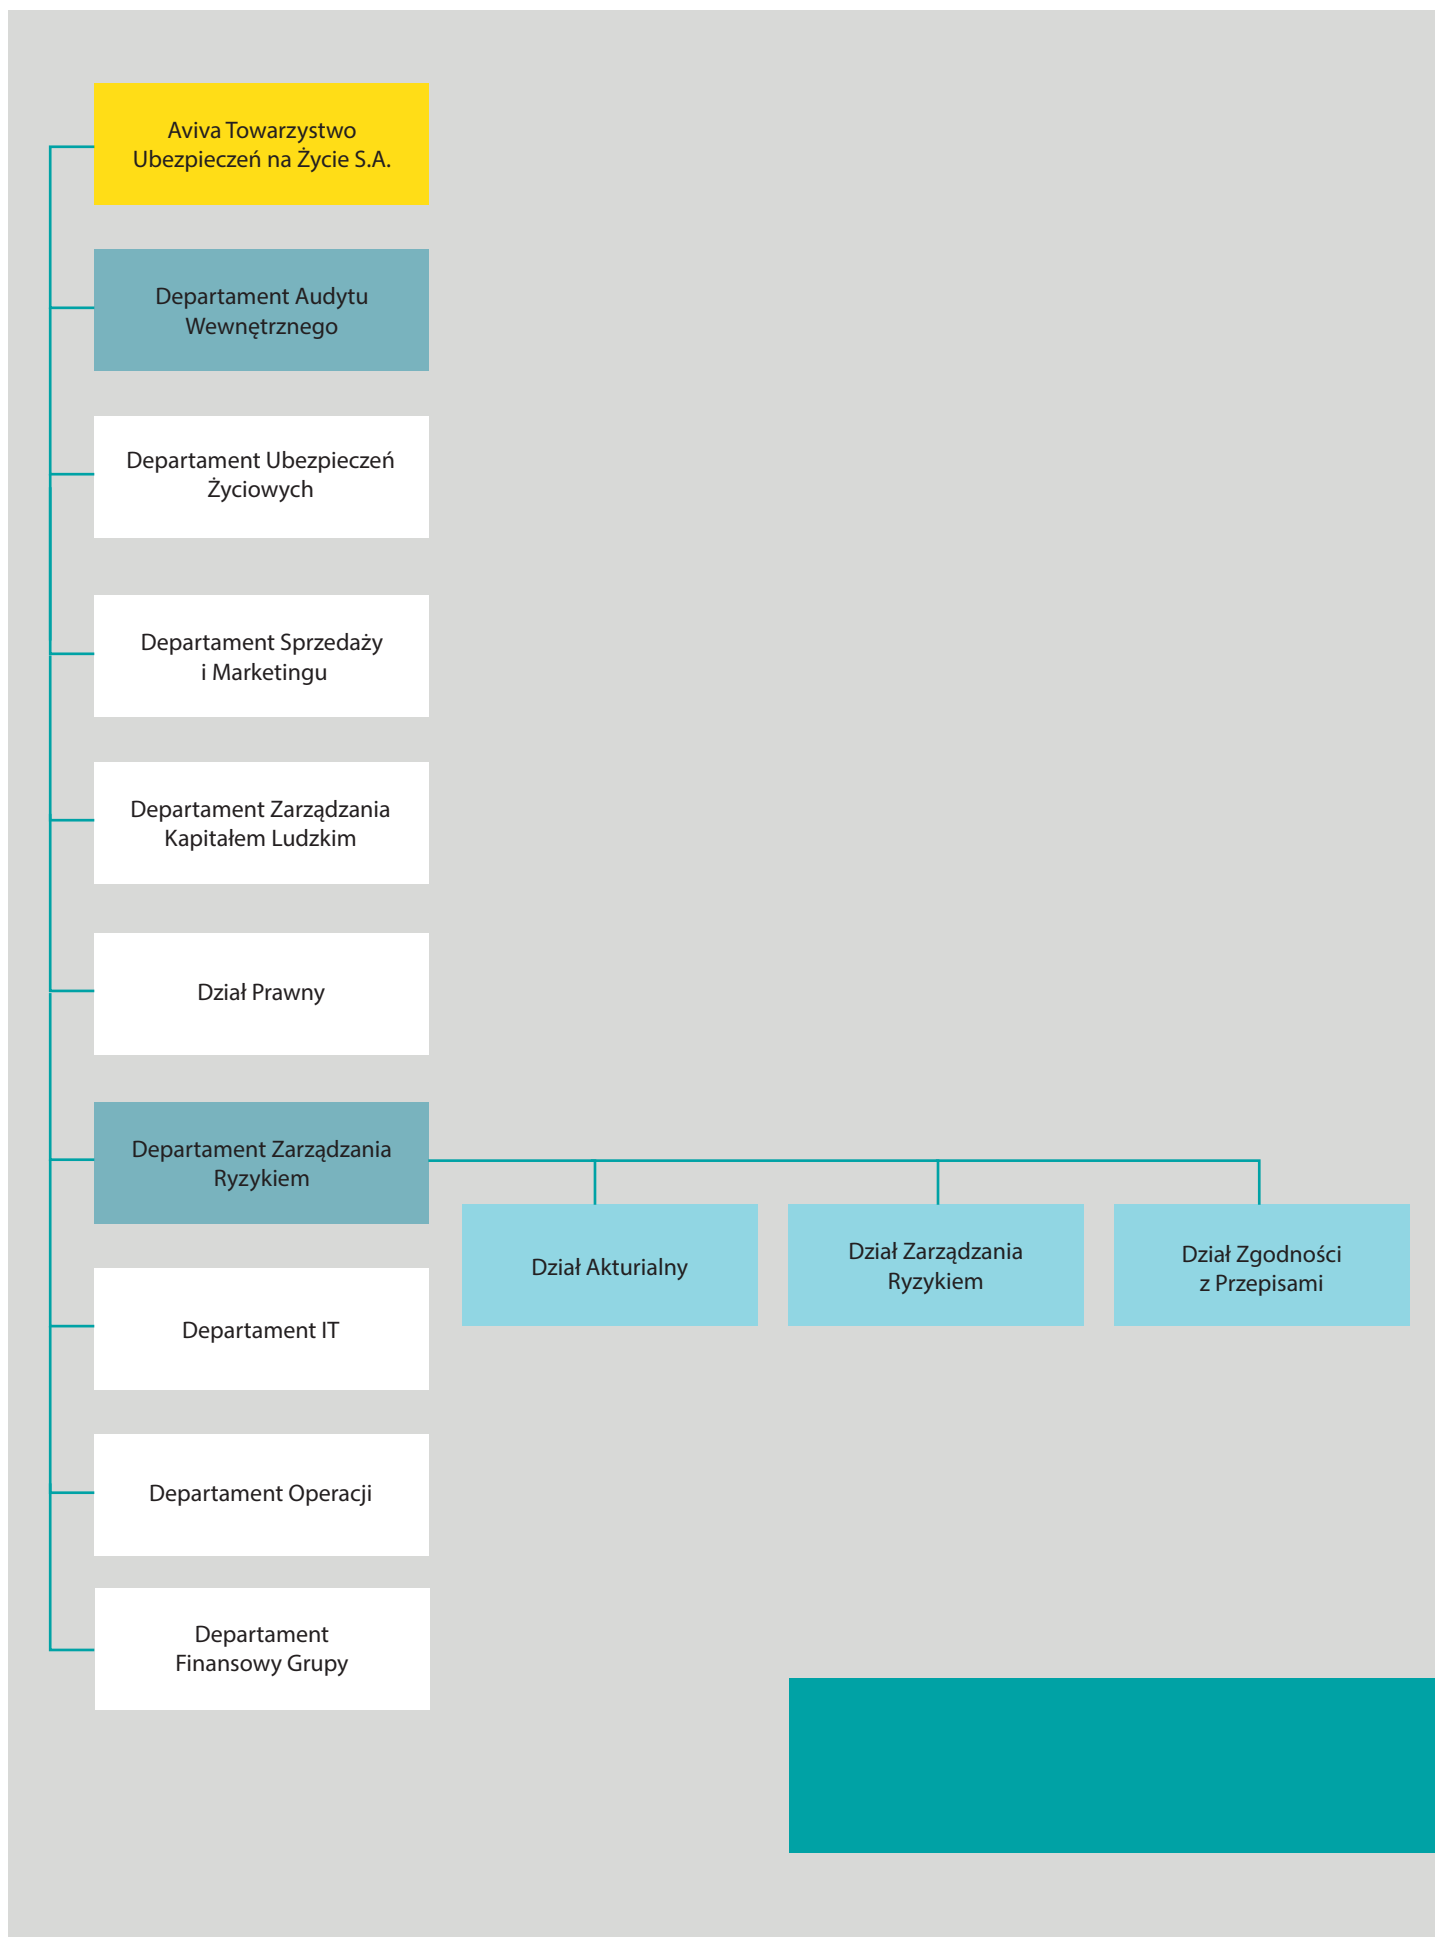 Aviva Towarzystwo
Ubezpieczeń na Życie S.A.
Departament Audytu
Wewnętrznego
Departament Ubezpieczeń
Życiowych
Departament Sprzedaży
i Marketingu
Departament Zarządzania
Kapitałem Ludzkim
Dział Prawny
Departament Zarządzania
Ryzykiem
Dział Akturialny
Dział Zarządzania
Ryzykiem
Dział Zgodności
z Przepisami
Departament IT
Departament Operacji
Departament
Finansowy Grupy